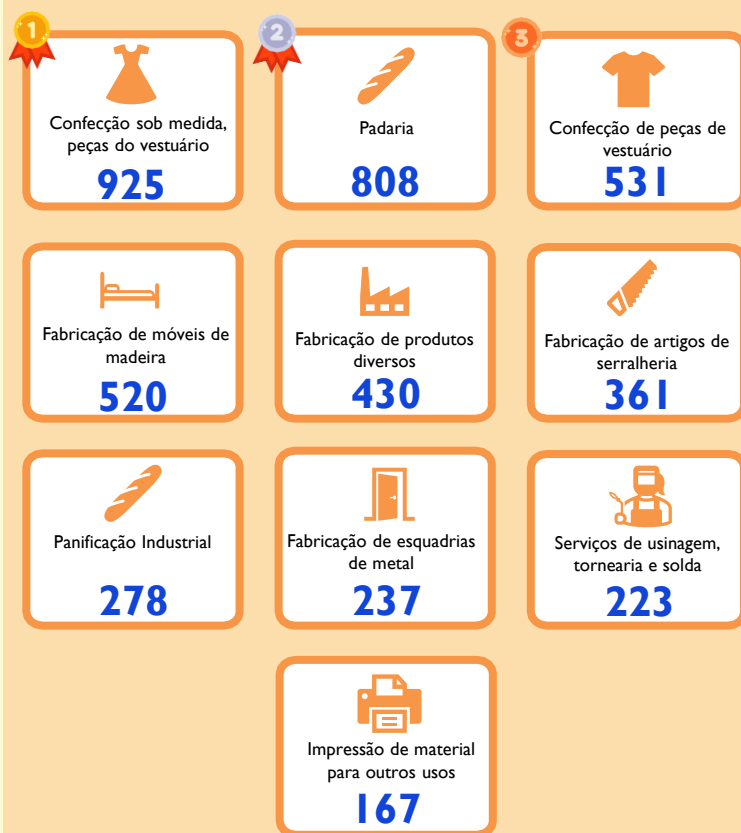 1
Confecção sob medida,
peças do vestuário
925
2
Padaria
808
3
Confecção de peças de
vestuário
531
Fabricação de móveis de
madeira
520
Fabricação de produtos
diversos
430
Fabricação de artigos de
serralheria
361
Panificação Industrial
278
Fabricação de esquadrias
de metal
237
Serviços de usinagem,
tornearia e solda
223
Impressão de material
para outros usos
167